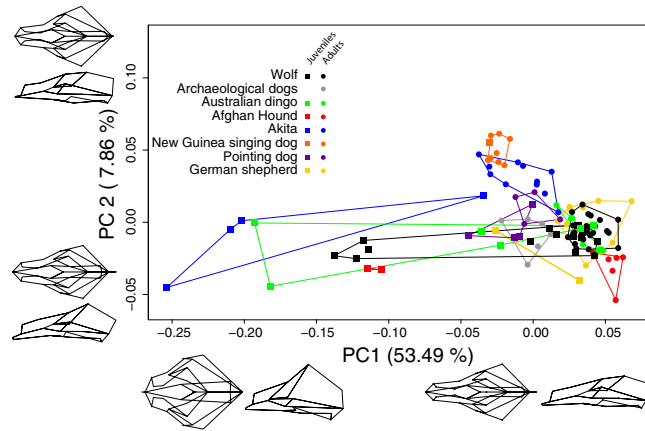 Juveniles
Adults
Wolf
Archaeological dogs
Australian dingo
Afghan Hound
Akita
New Guinea singing dog
Pointing dog
German shepherd
PC 2 ( 7.86 %)
0.10
0.05
0.00
−0.05
−0.25
−0.20
−0.15
−0.10
−0.05
0.00
0.05
PC1 (53.49 %)